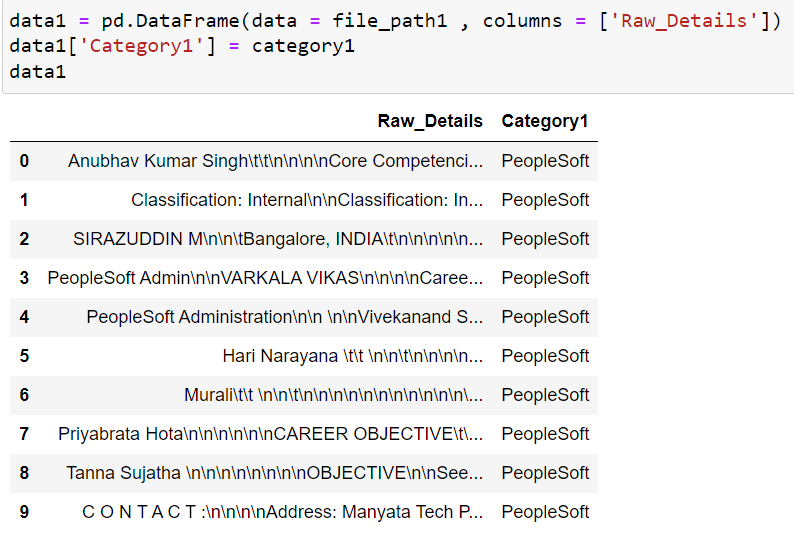 data1 = pd.DataFrame(data = file_path1 , columns = ['Raw_Details'])
data1['Category1'] = category1
data1
Raw_Details Category1
0 Anubhav Kumar Singh\t\t\n\n\n\nCore Competenci... PeopleSoft
1 Classification: Internal\n\nClassification: In... PeopleSoft
2 SIRAZUDDIN M\n\n\tBangalore, INDIA\t\n\n\n\n\n... PeopleSoft
3 PeopleSoft Admin\n\nVARKALA VIKAS\n\n\n\nCaree... PeopleSoft
4 PeopleSoft Administration\n\n \n\nVivekanand S... PeopleSoft
5 Hari Narayana \t\t \n\n\t\n\n\n\n... PeopleSoft
6 Murali\t\t \n\n\t\n\n\n\n\n\n\n\n\n\n\n\... PeopleSoft
7 Priyabrata Hota\n\n\n\n\n\nCAREER OBJECTIVE\t\... PeopleSoft
8 Tanna Sujatha \n\n\n\n\n\n\n\nOBJECTIVE\n\nSee... PeopleSoft
9 C O N T A C T :\n\n\n\nAddress: Manyata Tech P... PeopleSoft